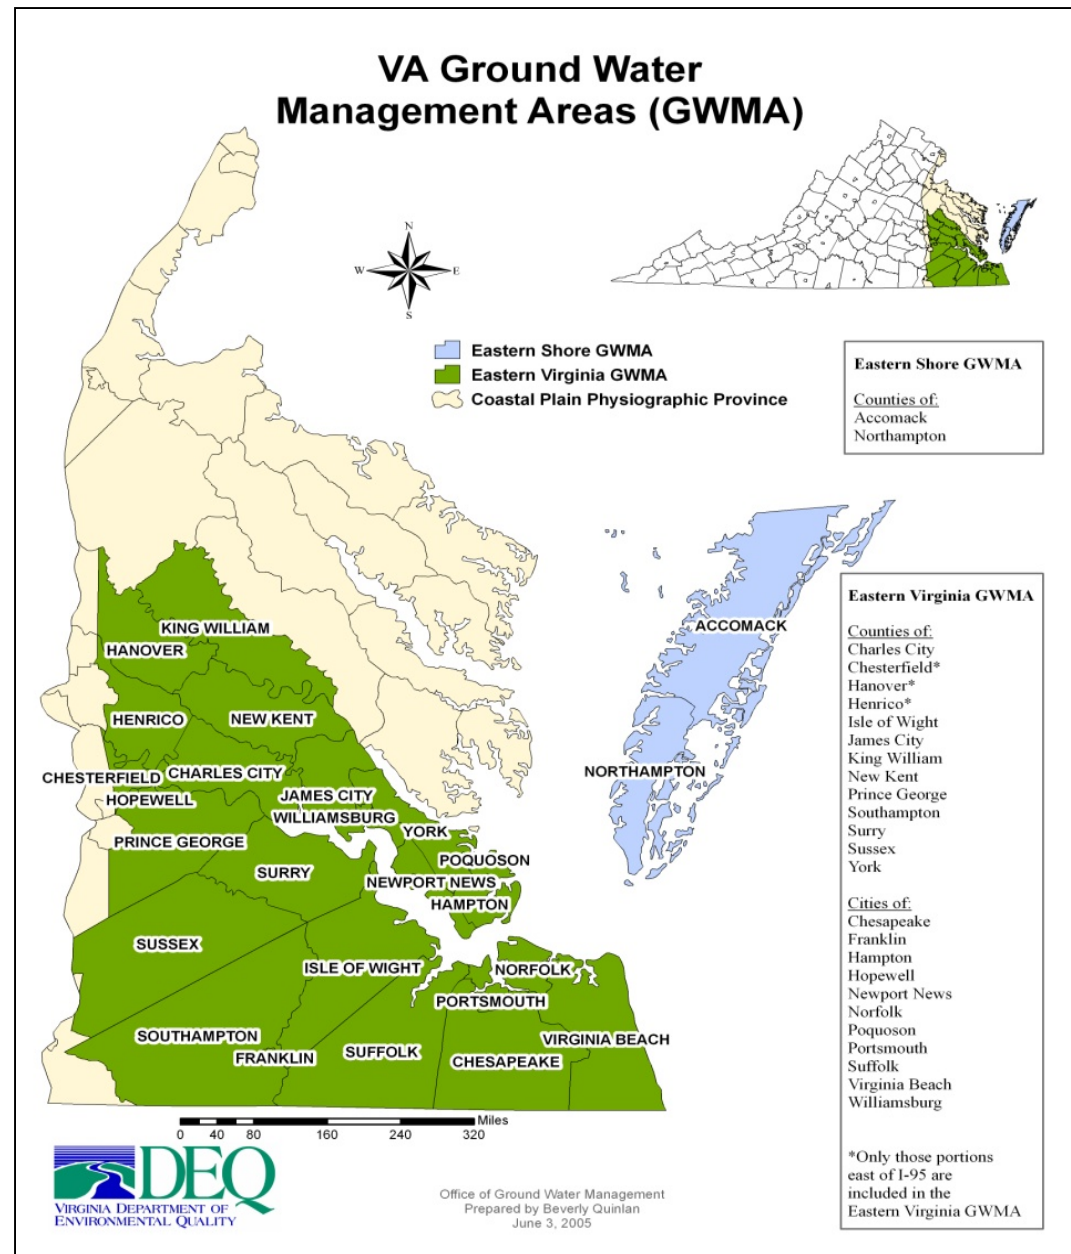 VA Ground Water
Management Areas (GWMA)
N
W E
S
Eastern Shore GWMA
Eastern Virginia GWMA
Coastal Plain Physiographic Province
Eastern Shore GWMA
Counties of:
Accomack
Northampton
ACCOMACK
NORTHAMPTON
KING WILLIAM
HANOVER
HENRICO
NEW KENT
CHESTERFIELD
CHARLES CITY
HOPEWELL
JAMES CITY
WILLIAMSBURG
YORK
PRINCE GEORGE
POQUOSON
SURRY
NEWPORT NEWS
HAMPTON
SUSSEX
ISLE OF WIGHT
NORFOLK
PORTSMOUTH
SOUTHAMPTON
VIRGINIA BEACH
FRANKLIN
SUFFOLK
CHESAPEAKE
Eastern Virginia GWMA
Counties of:
Charles City
Chesterfield*
Hanover*
Henrico*
Isle of Wight
James City
King William
New Kent
Prince George
Southampton
Surry
Sussex
York
Cities of:
Chesapeake
Franklin
Hampton
Hopewell
Newport News
Norfolk
Poquoson
Portsmouth
Suffolk
Virginia Beach
Williamsburg
*Only those portions
east of I-95 are
included in the
Eastern Virginia GWMA
Miles
0 40 80 160 240 320
DEQ
VIRGINIA DEPARTMENT OF
ENVIRONMENTAL QUALITY
Office of Ground Water Management
Prepared by Beverly Quinlan
June 3, 2005